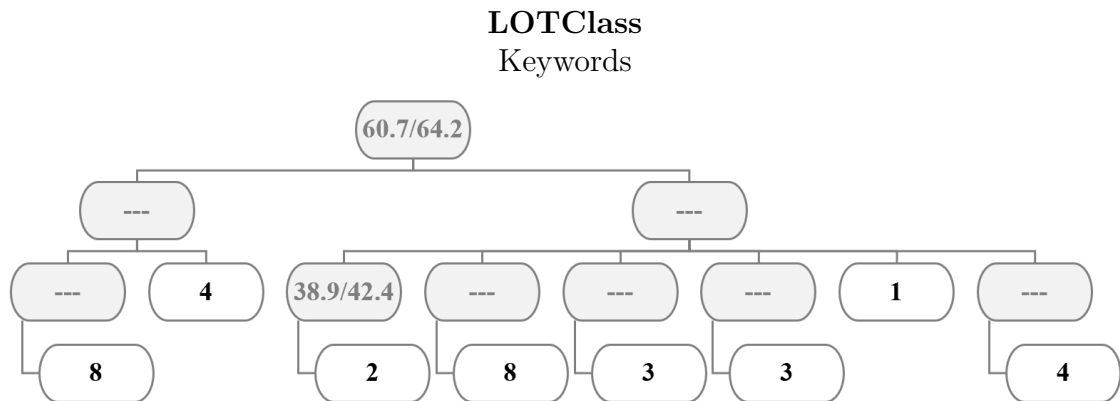 LOTClass
Keywords
60.7/64.2
--- ---
--- 4 38.9/42.4 --- --- --- 1 ---
8 2 8 3 3 4